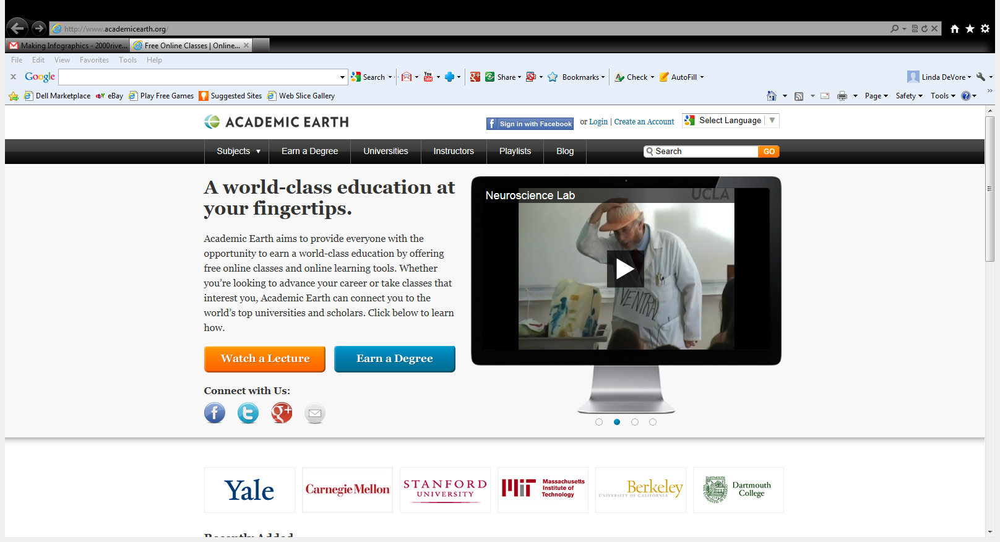 http://www.academicearth.org/
Making Infographics - 2000rive...
Free Online Classes | Online...
File Edit View Favorites Tools Help
x Google Search Share Bookmarks Check AutoFill Linda DeVore
Dell Marketplace eBay Play Free Games Suggested Sites Web Slice Gallery Page Safety Tools
ACADEMIC EARTH
Sign in with Facebook or Login | Create an Account Select Language
Subjects Earn a Degree Universities Instructors Playlists Blog Search GO
A world-class education at
your fingertips.
Academic Earth aims to provide everyone with the
opportunity to earn a world-class education by offering
free online classes and online learning tools. Whether
you're looking to advance your career or take classes that
interest you, Academic Earth can connect you to the
world's top universities and scholars. Click below to learn
how.
Watch a Lecture Earn a Degree
Connect with Us:
Neuroscience Lab
UCLA
VENTRAL
Yale
Carnegie Mellon
STANFORD
UNIVERSITY
MIT Massachusetts
Institute of
Technology
Berkeley
UNIVERSITY OF CALIFORNIA
Dartmouth
College
Recently Added